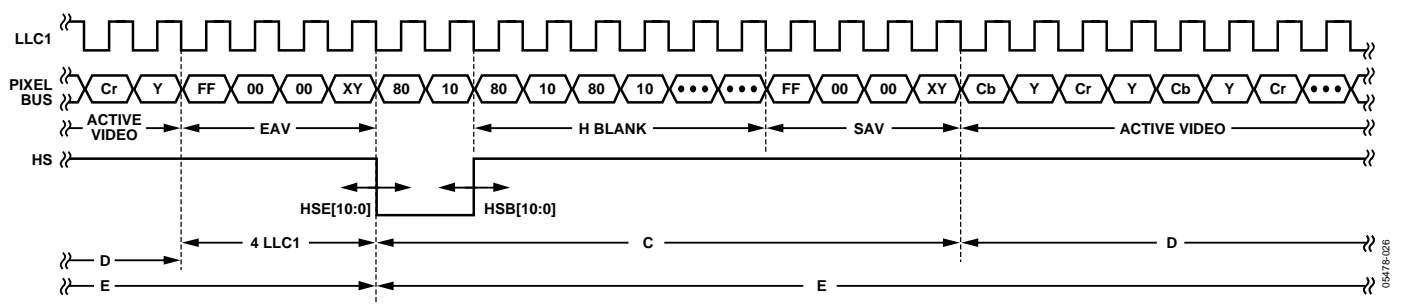 LLC1
PIXEL BUS Cr Y FF 00 00 XY 80 10 80 10 80 10 ••• ••• FF 00 00 XY Cb Y Cr Y Cb Y Cr •••
ACTIVE VIDEO EAV H BLANK SAV ACTIVE VIDEO
HS
HSE[10:0] HSB[10:0]
4 LLC1 C D
D
E E
05478-026